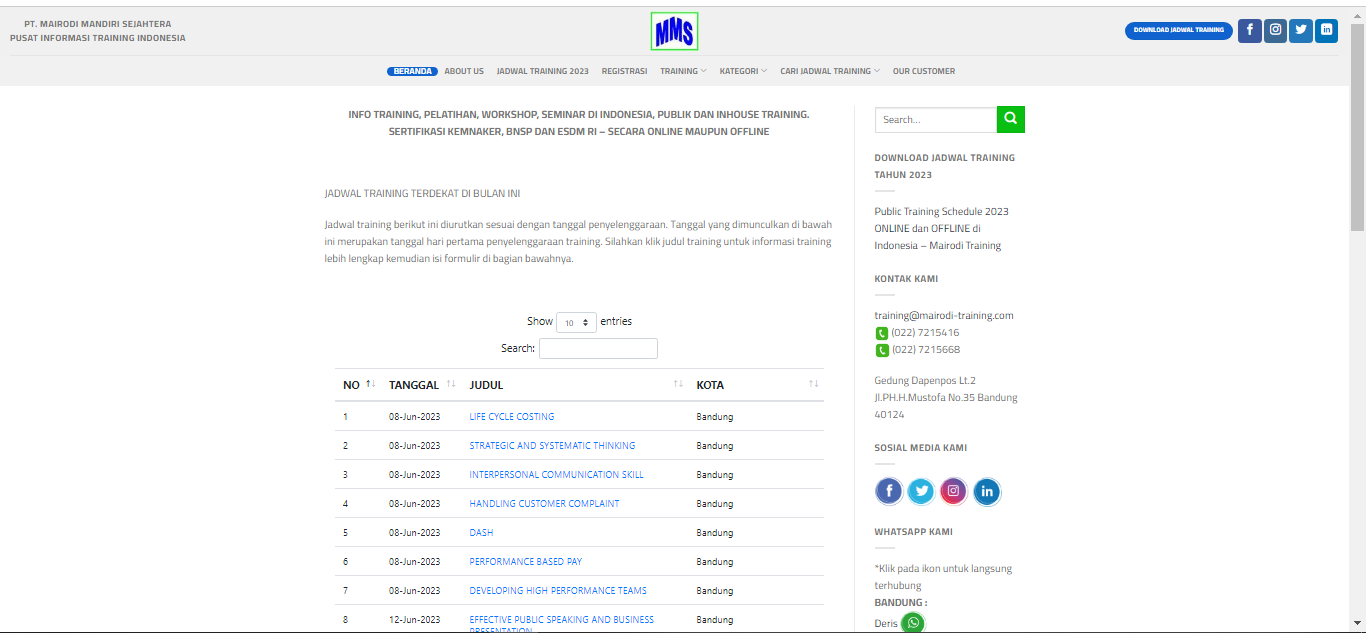 PT. MAIRODI MANDIRI SEJAHTERA
PUSAT INFORMASI TRAINING INDONESIA
MMS
DOWNLOAD JADWAL TRAINING
BERANDA ABOUT US JADWAL TRAINING 2023 REGISTRASI TRAINING KATEGORI CARI JADWAL TRAINING OUR CUSTOMER
INFO TRAINING, PELATIHAN, WORKSHOP, SEMINAR DI INDONESIA, PUBLIK DAN INHOUSE TRAINING.
SERTIFIKASI KEMNAKER, BNSP DAN ESDM RI – SECARA ONLINE MAUPUN OFFLINE
JADWAL TRAINING TERDEKAT DI BULAN INI
Jadwal training berikut ini diurutkan sesuai dengan tanggal penyelenggaraan. Tanggal yang dimunculkan di bawah
ini merupakan tanggal hari pertama penyelenggaraan training. Silahkan klik judul training untuk informasi training
lebih lengkap kemudian isi formulir di bagian bawahnya.
Show 10 entries
Search:
NO TANGGAL JUDUL KOTA
1 08-Jun-2023 LIFE CYCLE COSTING Bandung
2 08-Jun-2023 STRATEGIC AND SYSTEMATIC THINKING Bandung
3 08-Jun-2023 INTERPERSONAL COMMUNICATION SKILL Bandung
4 08-Jun-2023 HANDLING CUSTOMER COMPLAINT Bandung
5 08-Jun-2023 DASH Bandung
6 08-Jun-2023 PERFORMANCE BASED PAY Bandung
7 08-Jun-2023 DEVELOPING HIGH PERFORMANCE TEAMS Bandung
8 12-Jun-2023 EFFECTIVE PUBLIC SPEAKING AND BUSINESS Bandung
PRESENTATION
Search...
DOWNLOAD JADWAL TRAINING
TAHUN 2023
Public Training Schedule 2023
ONLINE dan OFFLINE di
Indonesia – Mairodi Training
KONTAK KAMI
training@mairodi-training.com
(022) 7215416
(022) 7215668
Gedung Dapenpos Lt.2
Jl.PH.H.Mustofa No.35 Bandung
40124
SOSIAL MEDIA KAMI
WHATSAPP KAMI
*Klik pada ikon untuk langsung
terhubung
BANDUNG :
Deris